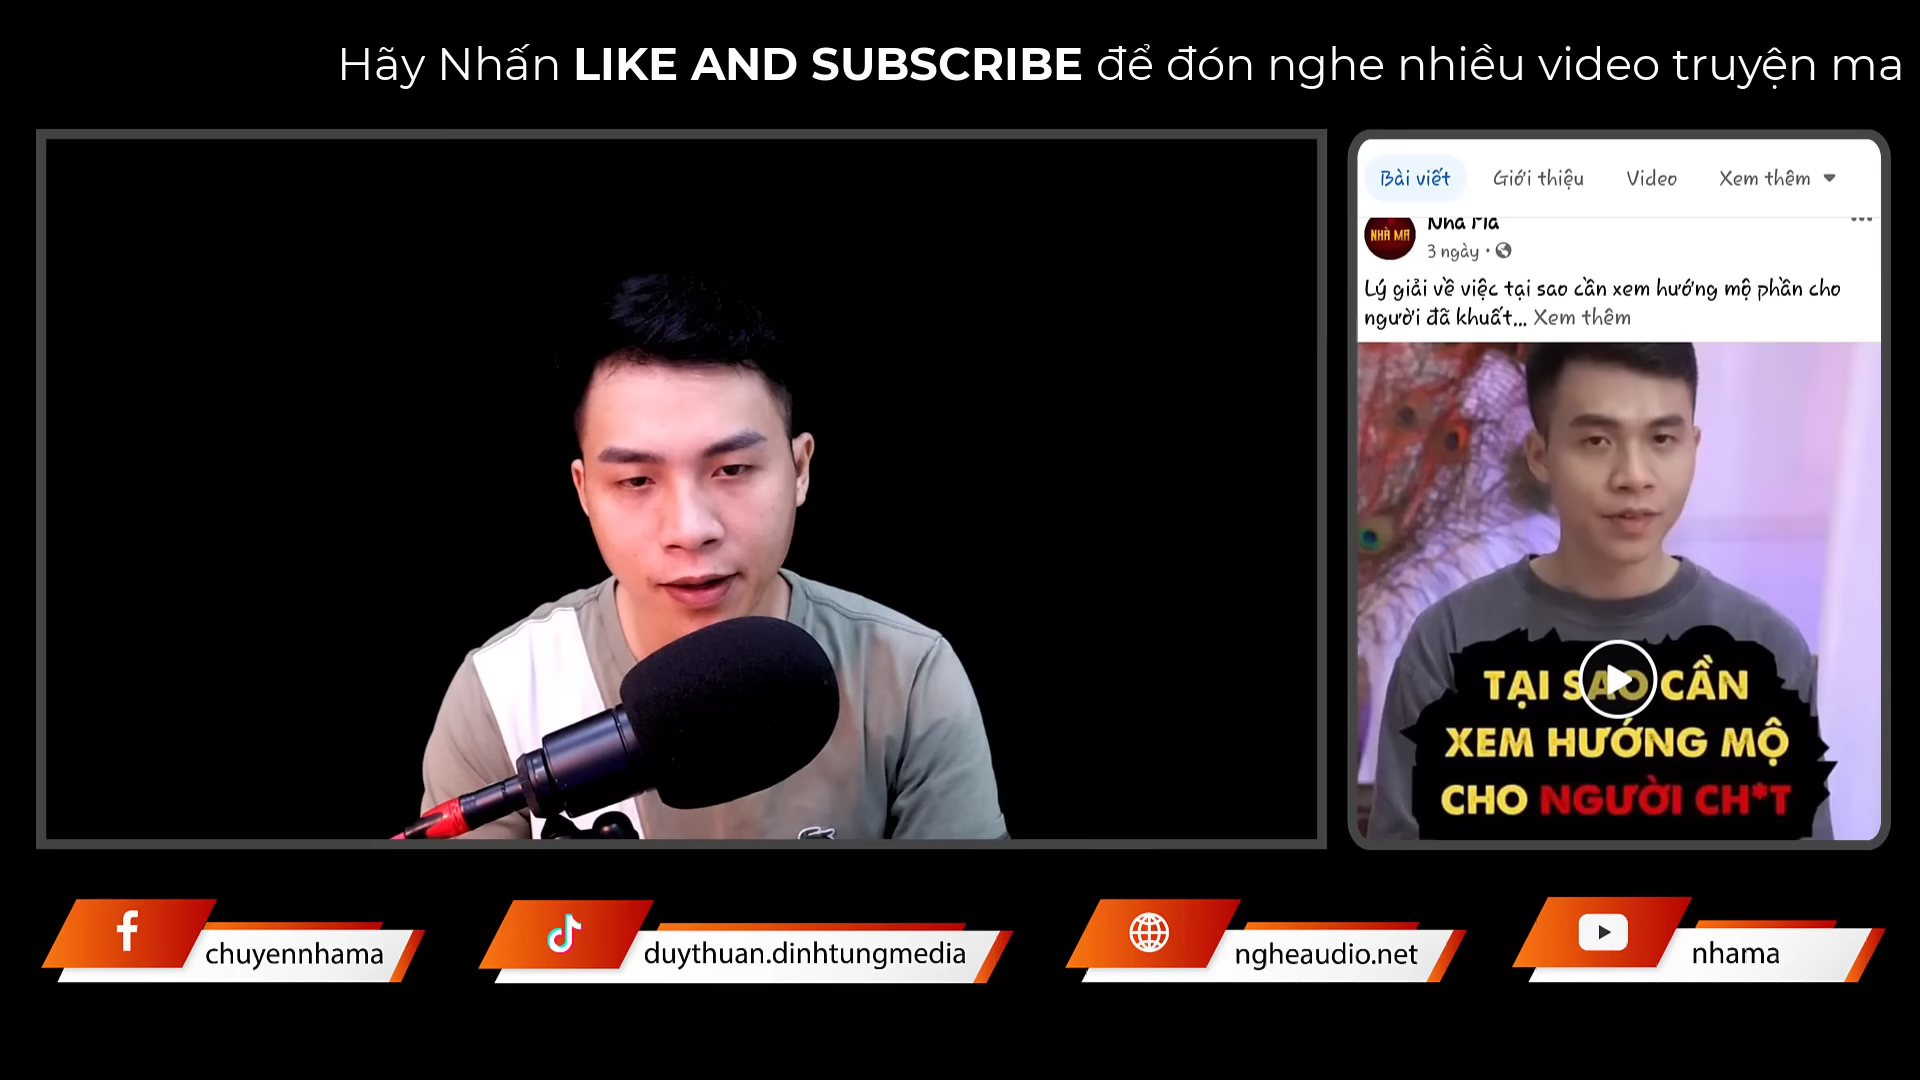 Hãy Nhấn LIKE AND SUBSCRIBE để đón nghe nhiều video truyện ma
Bài viết Giới thiệu Video Xem thêm
Nhà Ma
NHÀ MA
3 ngày
Lý giải về việc tại sao cần xem hướng mộ phần cho
người đã khuất... Xem thêm
TẠI SAO CẦN
XEM HƯỚNG MỘ
CHO NGƯỜI CH*T
chuyennhama
duythuan.dinhtungmedia
ngheaudio.net
nhama